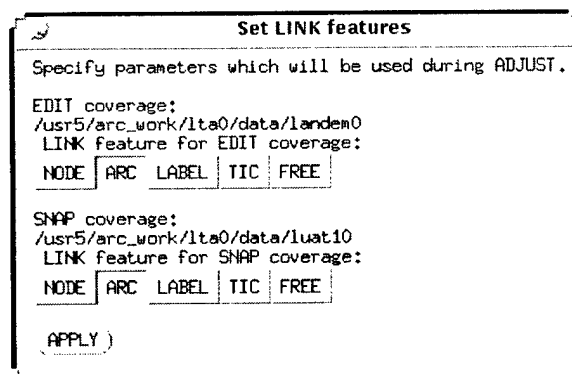 Set LINK features
Specify parameters which will be used during ADJUST.
EDIT coverage:
/usr5/arc_work/lta0/data/landem0
LINK feature for EDIT coverage:
NODE ARC LABEL TIC FREE
SNAP coverage:
/usr5/arc_work/lta0/data/luat10
LINK feature for SNAP coverage:
NODE ARC LABEL TIC FREE
APPLY